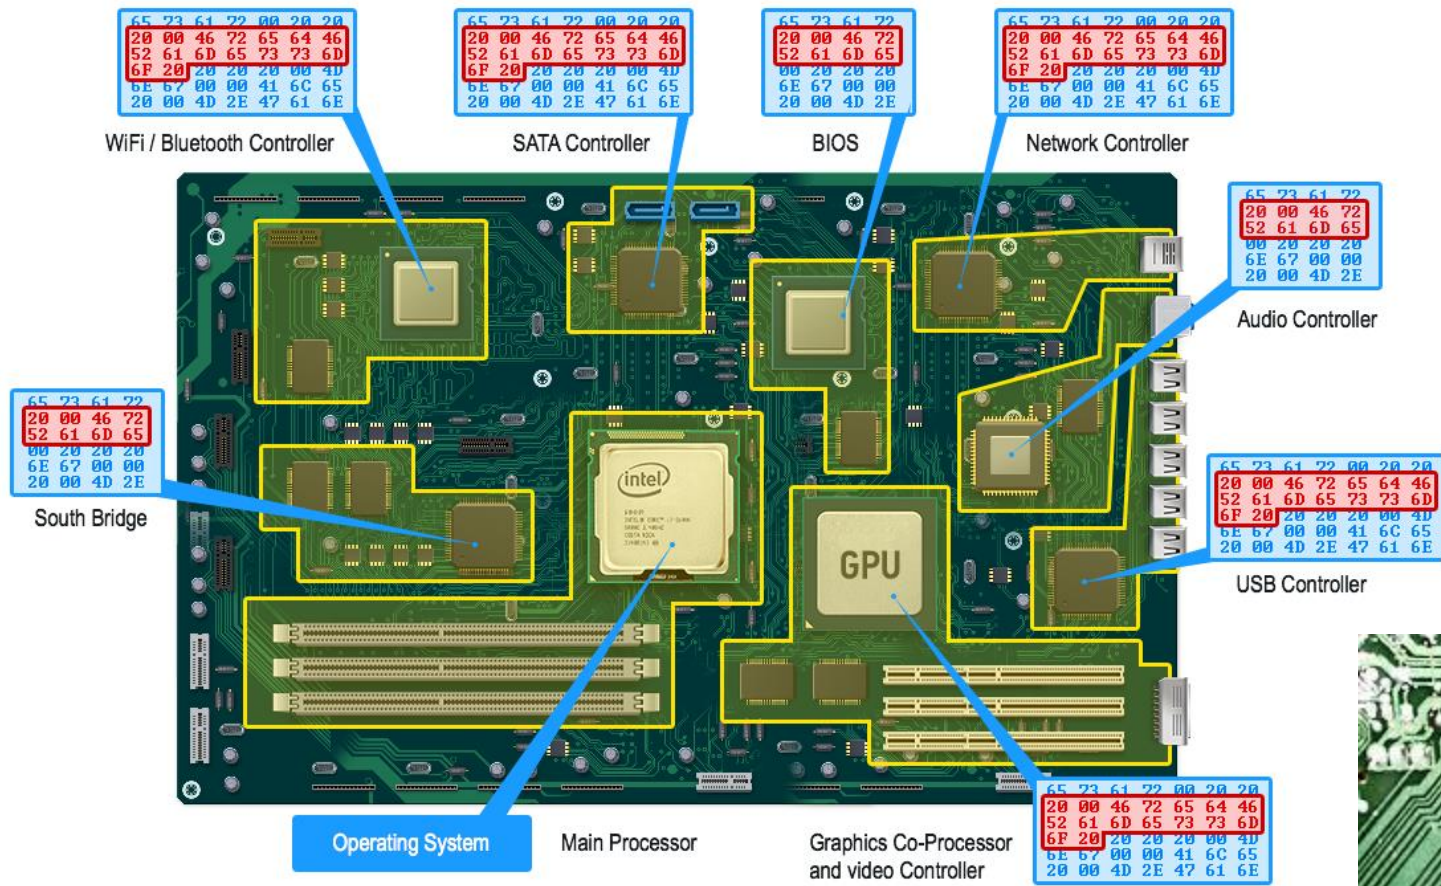 65 73 61 72 00 20 20
20 00 46 72 65 64 46
52 61 6D 65 73 73 6D
6F 20 20 20 20 00 4D
6E 67 00 00 41 6C 65
20 00 4D 2E 47 61 6E
WiFi / Bluetooth Controller
65 73 61 72 00 20 20
20 00 46 72 65 64 46
52 61 6D 65 73 73 6D
6F 20 20 20 20 00 4D
6E 67 00 00 41 6C 65
20 00 4D 2E 47 61 6E
SATA Controller
65 73 61 72
20 00 46 72
52 61 6D 65
00 20 20 20
6E 67 00 00
20 00 4D 2E
BIOS
65 73 61 72 00 20 20
20 00 46 72 65 64 46
52 61 6D 65 73 73 6D
6F 20 20 20 20 00 4D
6E 67 00 00 41 6C 65
20 00 4D 2E 47 61 6E
Network Controller
65 73 61 72
20 00 46 72
52 61 6D 65
00 20 20 20
6E 67 00 00
20 00 4D 2E
Audio Controller
65 73 61 72
20 00 46 72
52 61 6D 65
00 20 20 20
6E 67 00 00
20 00 4D 2E
South Bridge
intel
GPU
65 73 61 72 00 20 20
20 00 46 72 65 64 46
52 61 6D 65 73 73 6D
6F 20 20 20 20 00 4D
6E 67 00 00 41 6C 65
20 00 4D 2E 47 61 6E
USB Controller
Operating System
Main Processor
Graphics Co-Processor
and video Controller
65 73 61 72 00 20 20
20 00 46 72 65 64 46
52 61 6D 65 73 73 6D
6F 20 20 20 20 00 4D
6E 67 00 00 41 6C 65
20 00 4D 2E 47 61 6E